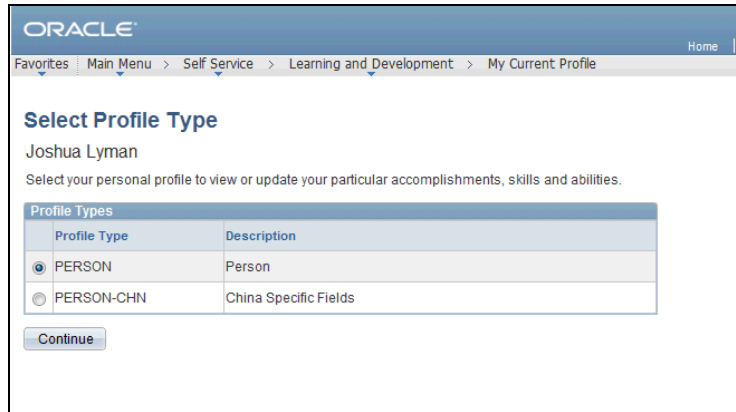 ORACLE
Home
Favorites Main Menu > Self Service > Learning and Development > My Current Profile
Select Profile Type
Joshua Lyman
Select your personal profile to view or update your particular accomplishments, skills and abilities.
Profile Types
Profile Type Description
PERSON Person
PERSON-CHN China Specific Fields
Continue